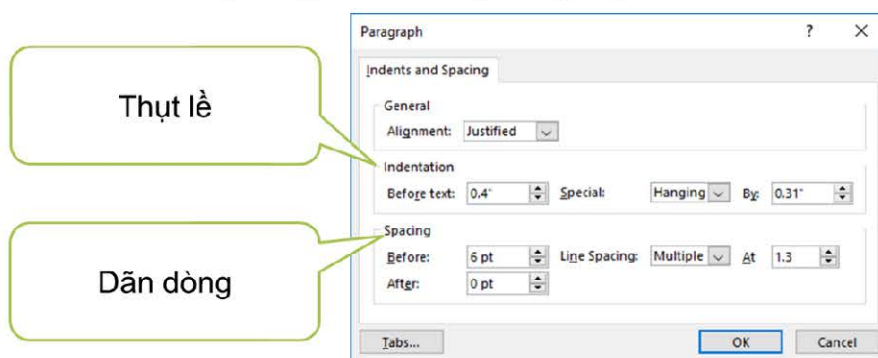 Paragraph ? ×
Indents and Spacing
General
Alignment: Justified
Thụt lề
Indentation
Before text: 0.4" Special: Hanging By: 0.31"
Spacing
Before: 6 pt Line Spacing: Multiple At 1.3
After: 0 pt
Dãn dòng
Tabs... OK Cancel